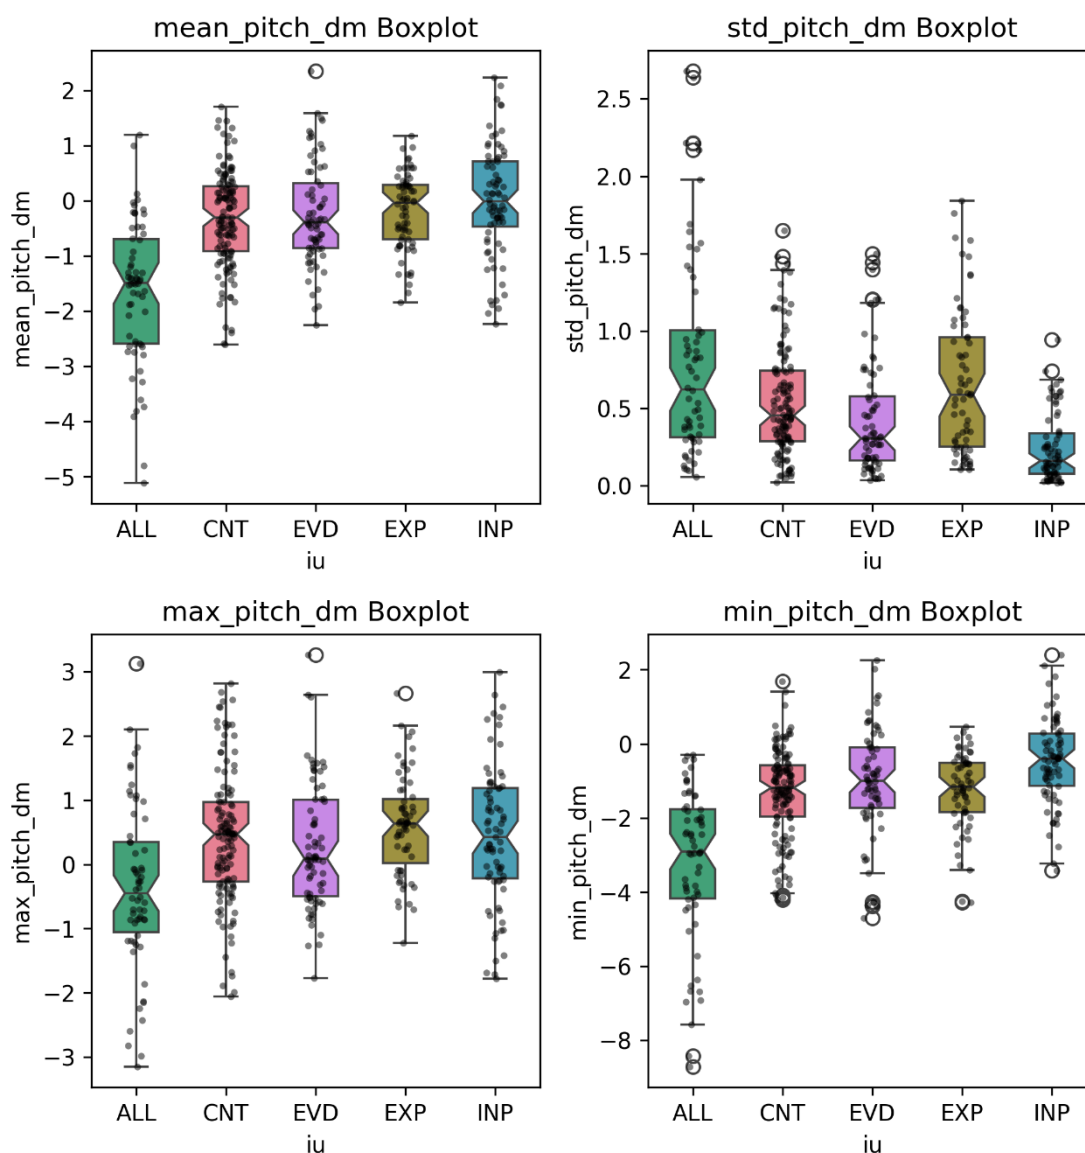 mean_pitch_dm Boxplot
mean_pitch_dm
2
1
0
−1
−2
−3
−4
−5
ALL CNT EVD EXP INP
iu
std_pitch_dm Boxplot
std_pitch_dm
2.5
2.0
1.5
1.0
0.5
0.0
ALL CNT EVD EXP INP
iu
max_pitch_dm Boxplot
max_pitch_dm
3
2
1
0
−1
−2
−3
ALL CNT EVD EXP INP
iu
min_pitch_dm Boxplot
min_pitch_dm
2
0
−2
−4
−6
−8
ALL CNT EVD EXP INP
iu